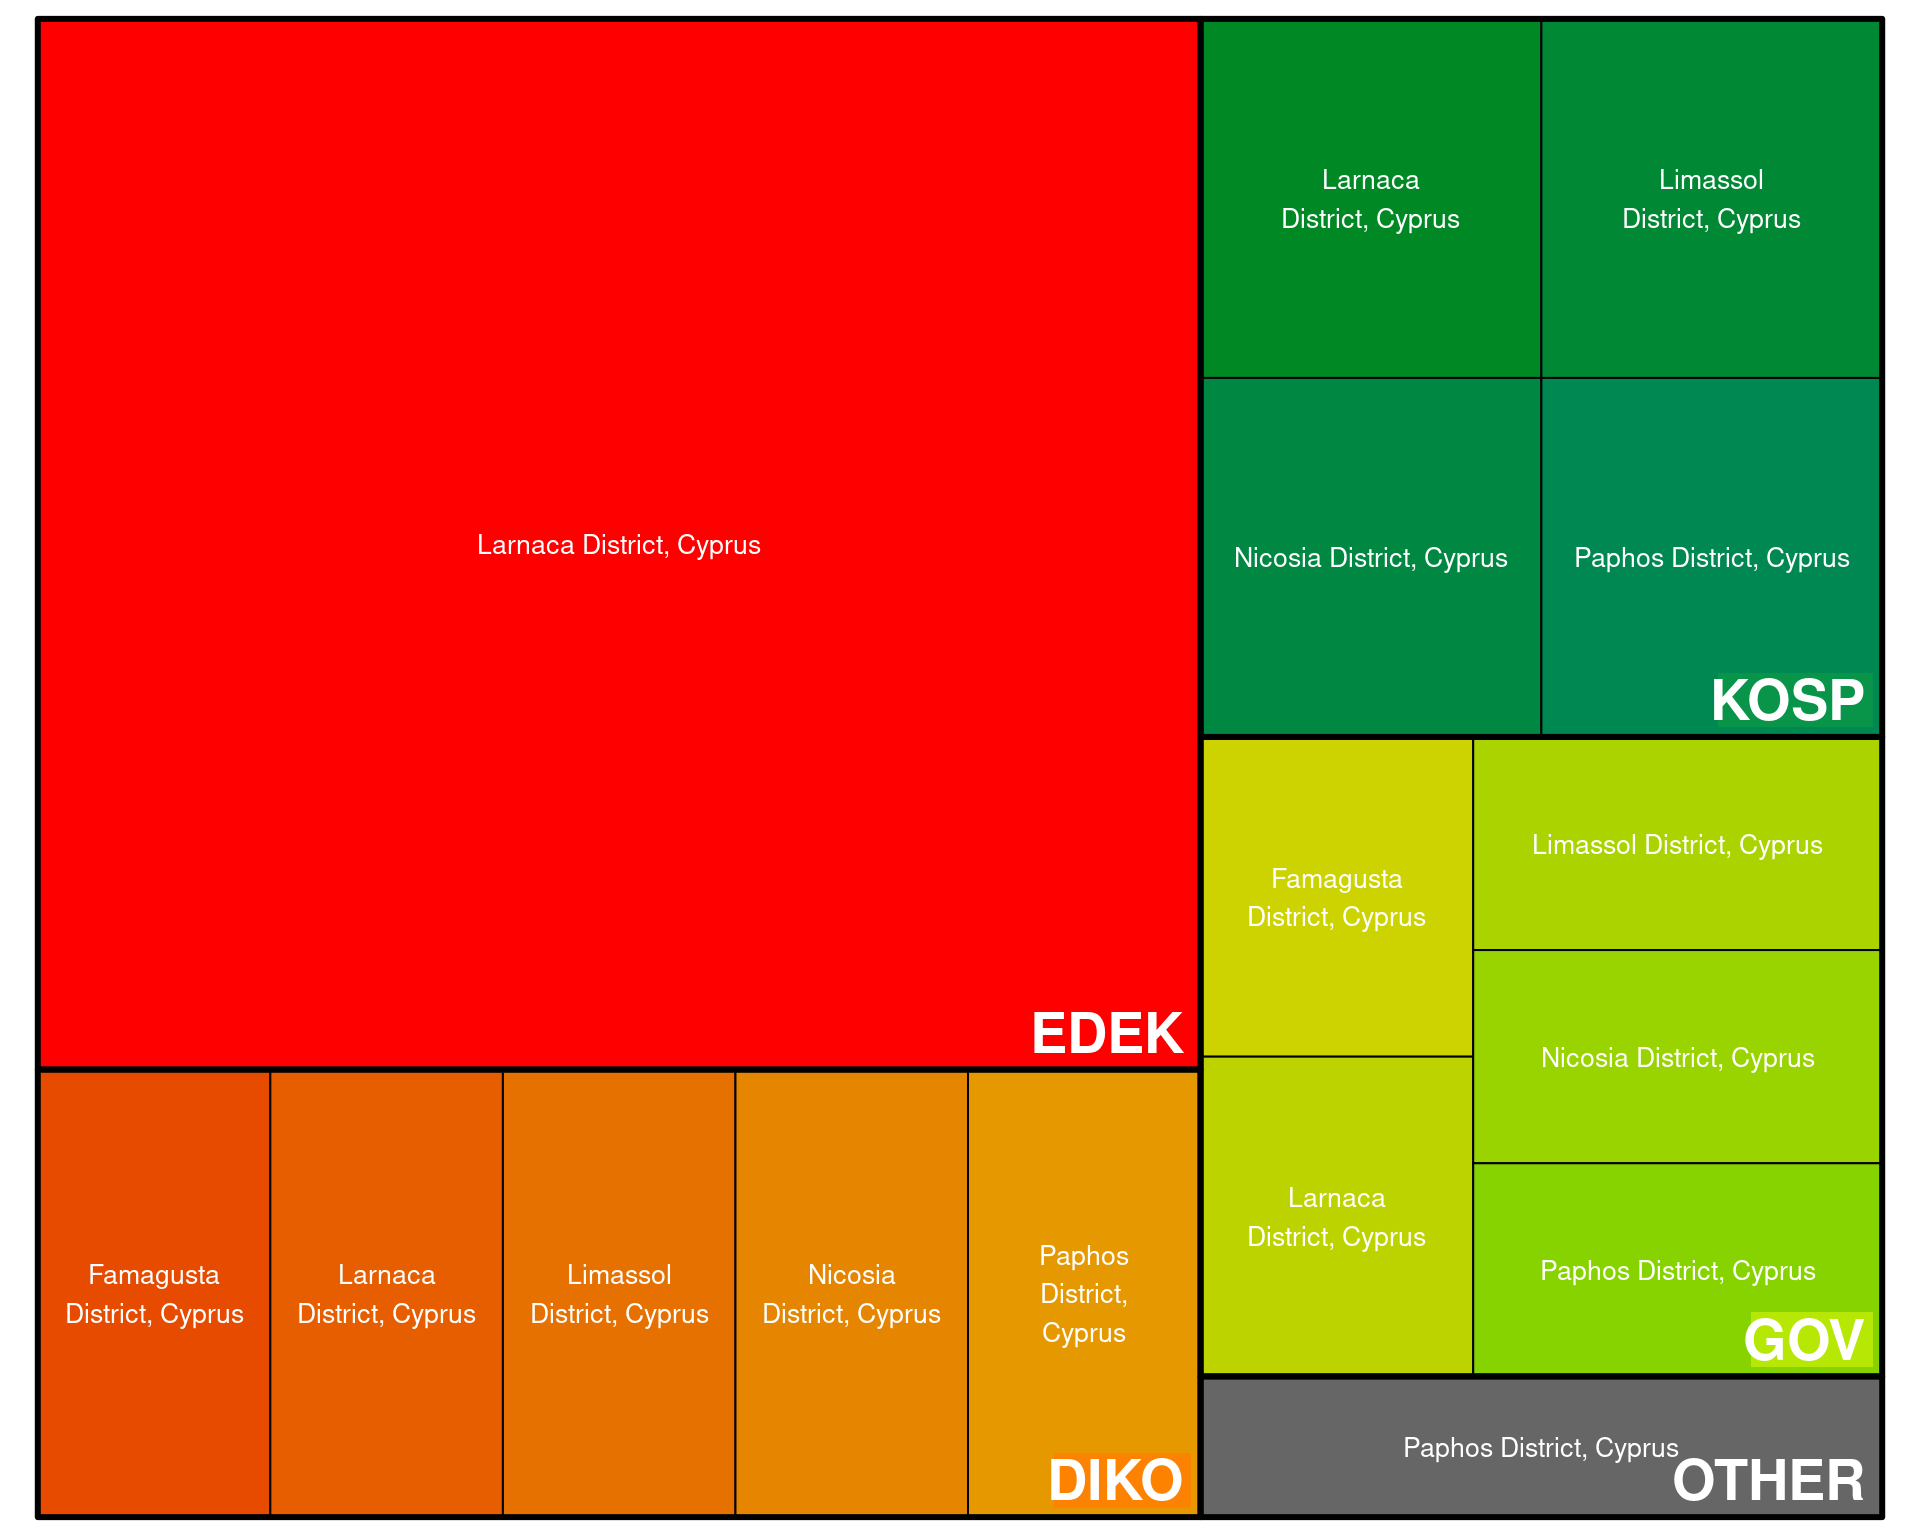 Larnaca District, Cyprus
EDEK
Famagusta
District, Cyprus
Larnaca
District, Cyprus
Limassol
District, Cyprus
Nicosia
District, Cyprus
Paphos
District,
Cyprus
DIKO
Larnaca
District, Cyprus
Limassol
District, Cyprus
Nicosia District, Cyprus
Paphos District, Cyprus
KOSP
Famagusta
District, Cyprus
Larnaca
District, Cyprus
Limassol District, Cyprus
Nicosia District, Cyprus
Paphos District, Cyprus
GOV
Paphos District, Cyprus
OTHER